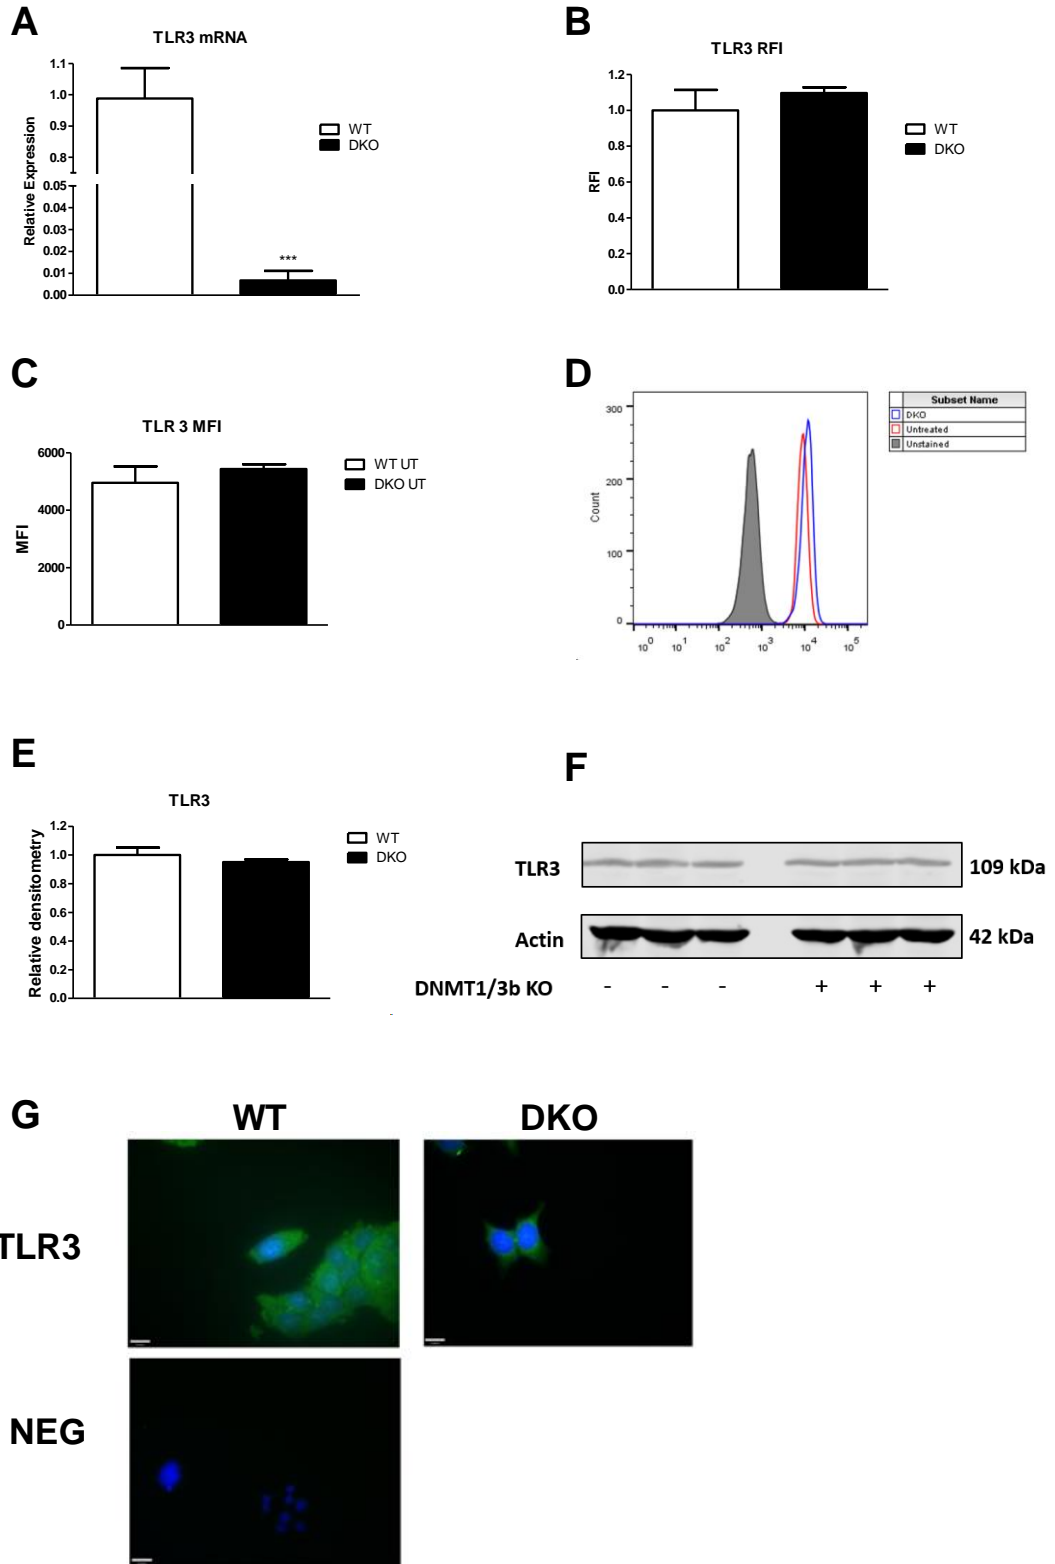 A
TLR3 mRNA
Relative Expression
1.1
1.0
0.9
0.8
0.05
0.04
0.03
0.02
0.01
0.00
***
WT
DKO
B
TLR3 RFI
RFI
1.2
1.0
0.8
0.6
0.4
0.2
0.0
WT
DKO
C
TLR 3 MFI
MFI
6000
4000
2000
0
WT UT
DKO UT
D
Count
300
200
100
0
10^0 10^1 10^2 10^3 10^4 10^5
Subset Name
DKO
Untreated
Unstained
E
TLR3
Relative densitometry
1.2
1.0
0.8
0.6
0.4
0.2
0.0
WT
DKO
F
TLR3 109 kDa
Actin 42 kDa
DNMT1/3b KO - - - + + +
G
WT DKO
TLR3
NEG